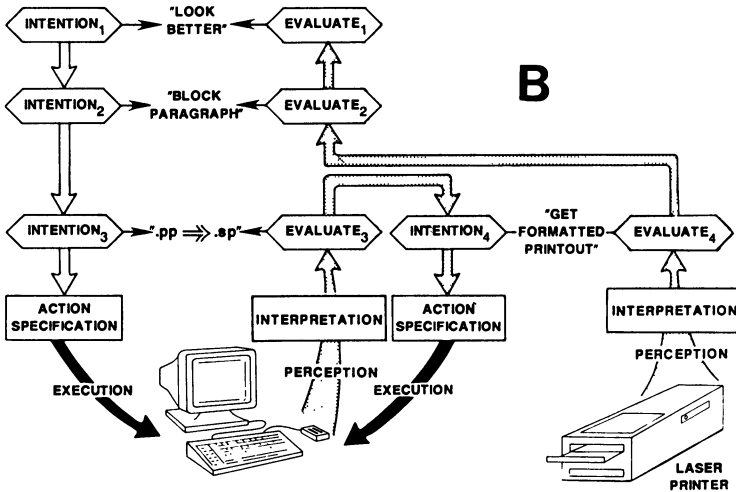 INTENTION1
"LOOK
BETTER"
EVALUATE1
B
INTENTION2
"BLOCK
PARAGRAPH"
EVALUATE2
INTENTION3
".pp ⇒> .sp"
EVALUATE3
INTENTION4
"GET
FORMATTED
PRINTOUT"
EVALUATE4
ACTION
SPECIFICATION
INTERPRETATION
ACTION
SPECIFICATION
INTERPRETATION
EXECUTION
PERCEPTION
EXECUTION
PERCEPTION
LASER
PRINTER